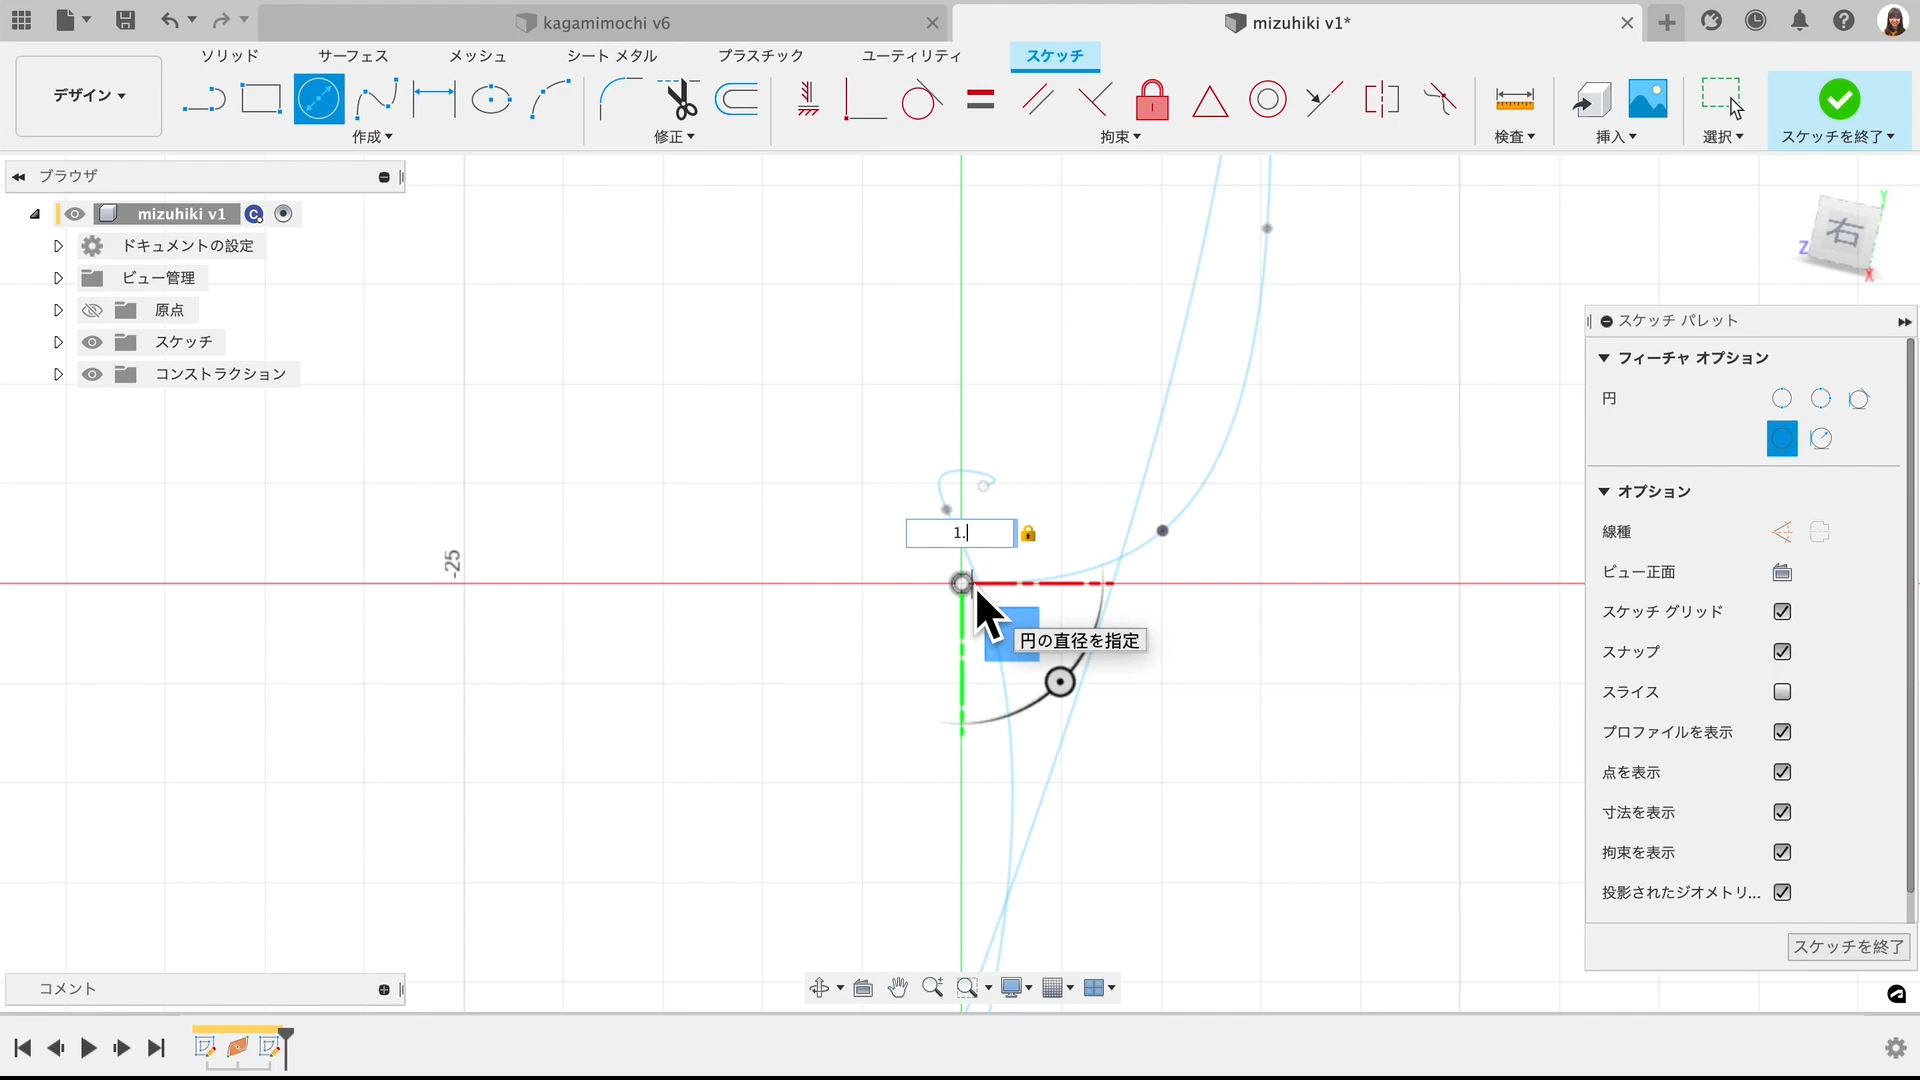 kagamimochi v6
mizuhiki v1*
ソリッド
サーフェス
メッシュ
シート メタル
プラスチック
ユーティリティ
スケッチ
デザイン
作成
修正
拘束
検査
挿入
選択
スケッチを終了
ブラウザ
mizuhiki v1
C
ドキュメントの設定
ビュー管理
原点
スケッチ
コンストラクション
-25
1.
円の直径を指定
右
Y
Z
X
スケッチ パレット
フィーチャ オプション
円
オプション
線種
ビュー正面
スケッチ グリッド
スナップ
スライス
プロファイルを表示
点を表示
寸法を表示
拘束を表示
投影されたジオメトリ...
スケッチを終了
コメント